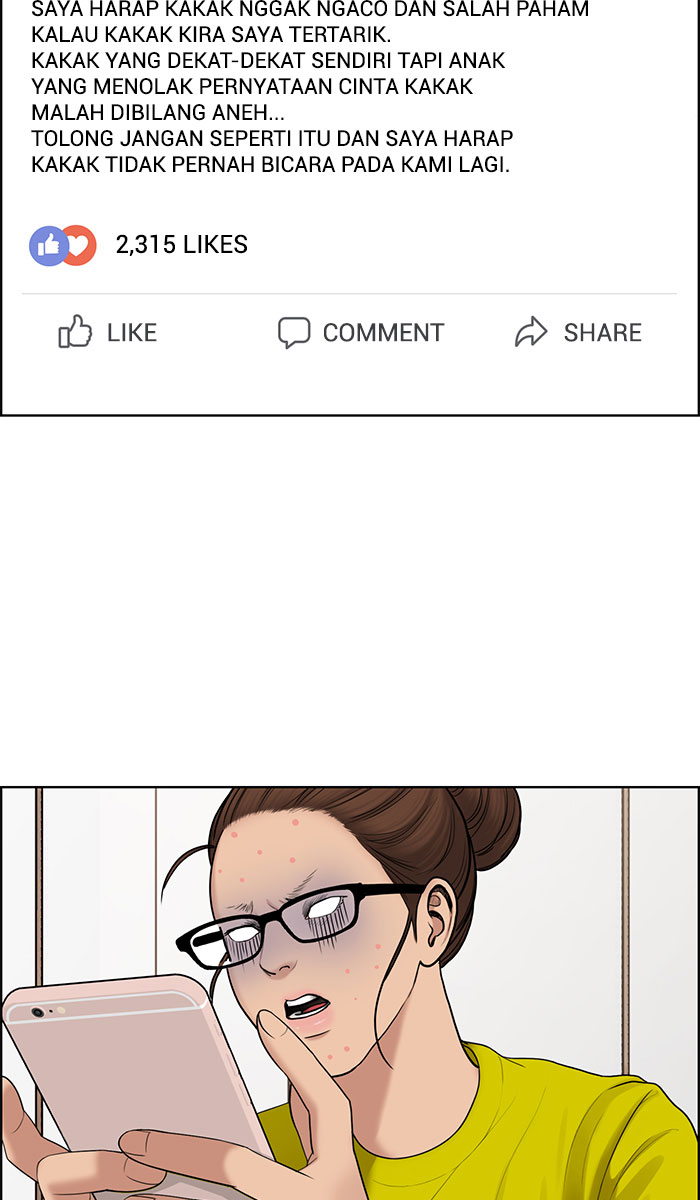 SAYA HARAP KAKAK NGGAK NGACO DAN SALAH PAHAM
KALAU KAKAK KIRA SAYA TERTARIK.
KAKAK YANG DEKAT-DEKAT SENDIRI TAPI ANAK
YANG MENOLAK PERNYATAAN CINTA KAKAK
MALAH DIBILANG ANEH...
TOLONG JANGAN SEPERTI ITU DAN SAYA HARAP
KAKAK TIDAK PERNAH BICARA PADA KAMI LAGI.
2,315 LIKES
LIKE COMMENT SHARE